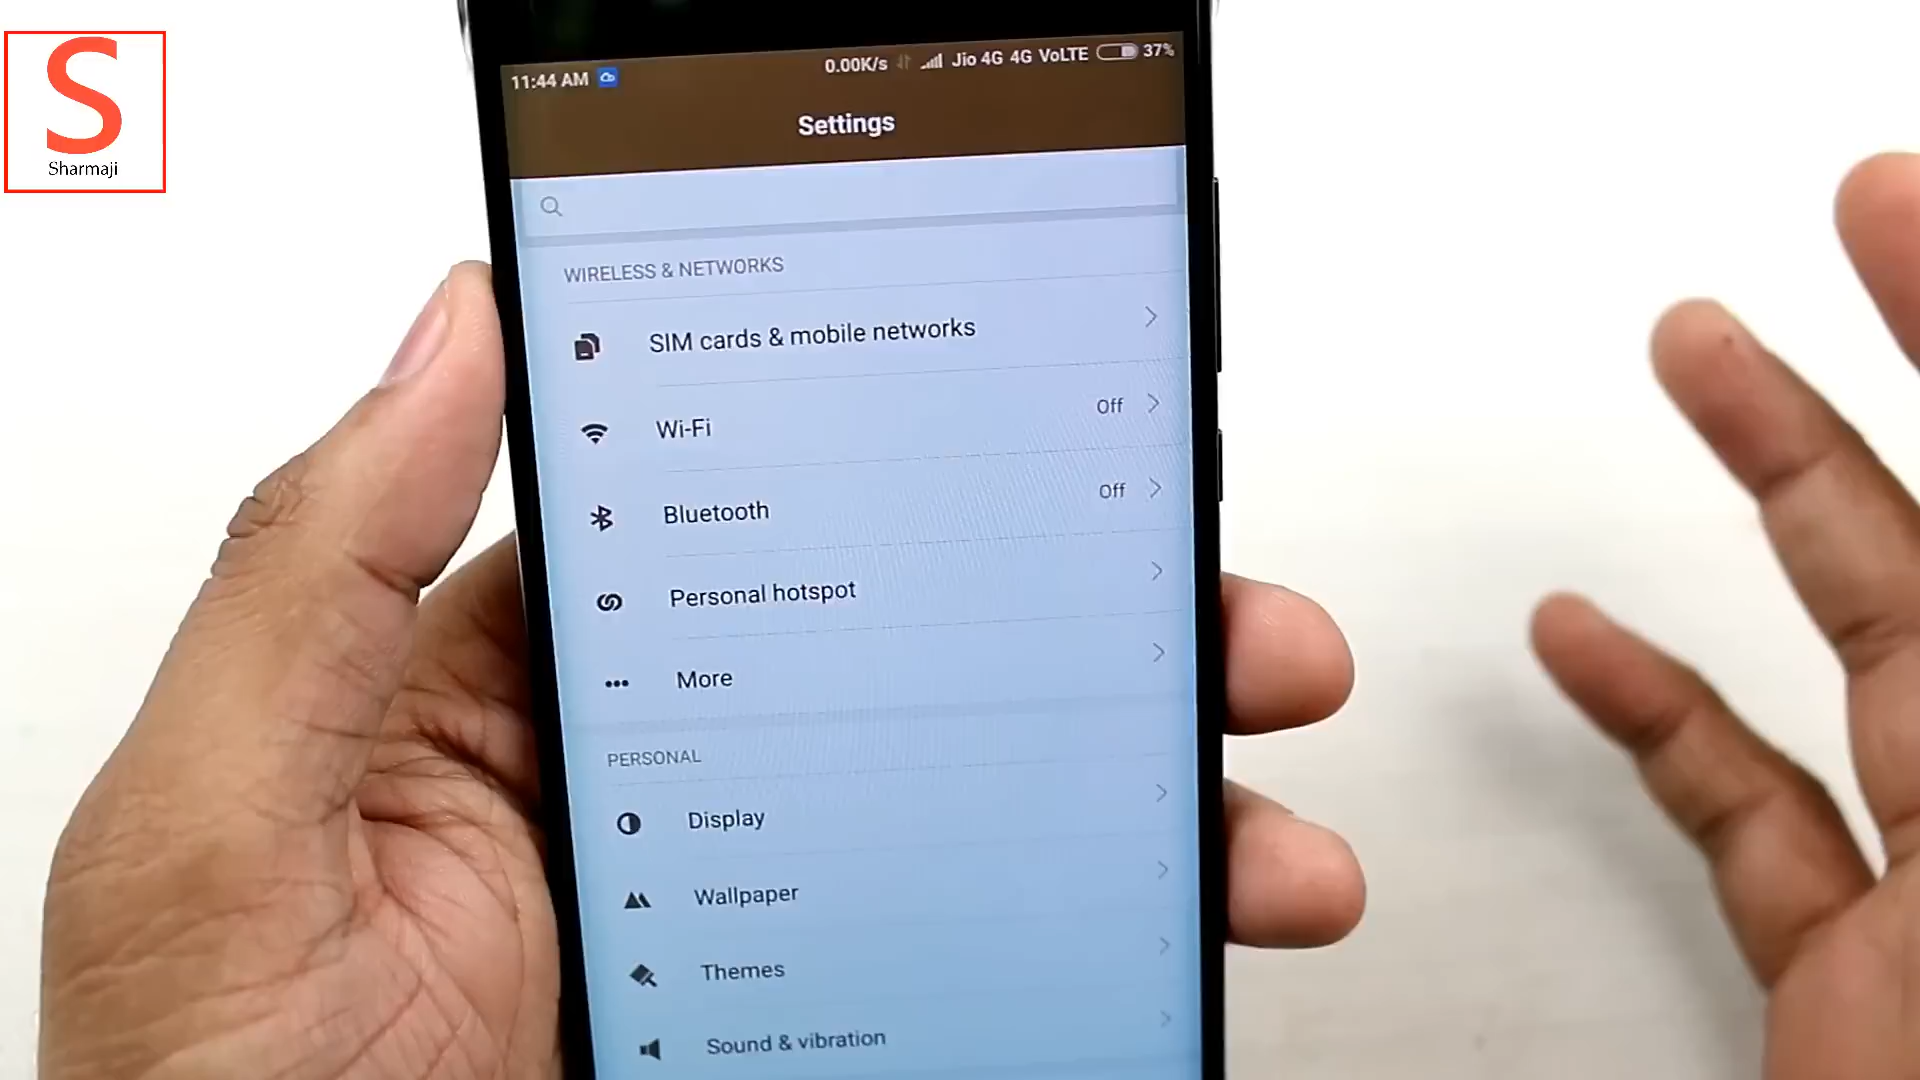 S
Sharmaji
11:44 AM 0.00K/s Jio 4G 4G VoLTE 37%
Settings
WIRELESS & NETWORKS
SIM cards & mobile networks
Wi-Fi Off
Bluetooth Off
Personal hotspot
More
PERSONAL
Display
Wallpaper
Themes
Sound & vibration